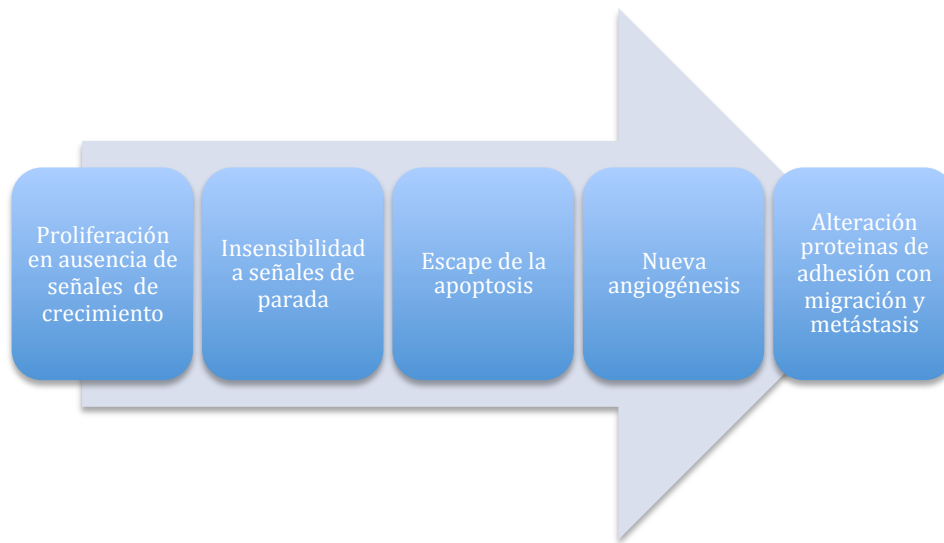 Proliferación
en ausencia de
señales de
crecimiento
Insensibilidad
a señales de
parada
Escape de la
apoptosis
Nueva
angiogénesis
Alteración
proteinas de
adhesión con
migración y
metástasis